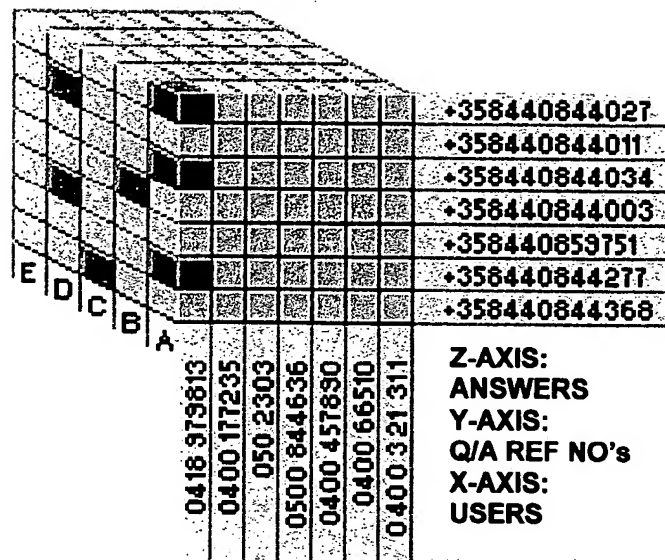 +358440844027
+358440844011
+358440844034
+358440844003
+358440859751
+358440844277
+358440844368
E D C B A
0418 979813
0400 177235
050 2303
0500 844636
0400 457890
0400 66510
0400 321 311
Z-AXIS:
ANSWERS
Y-AXIS:
Q/A REF NO's
X-AXIS:
USERS